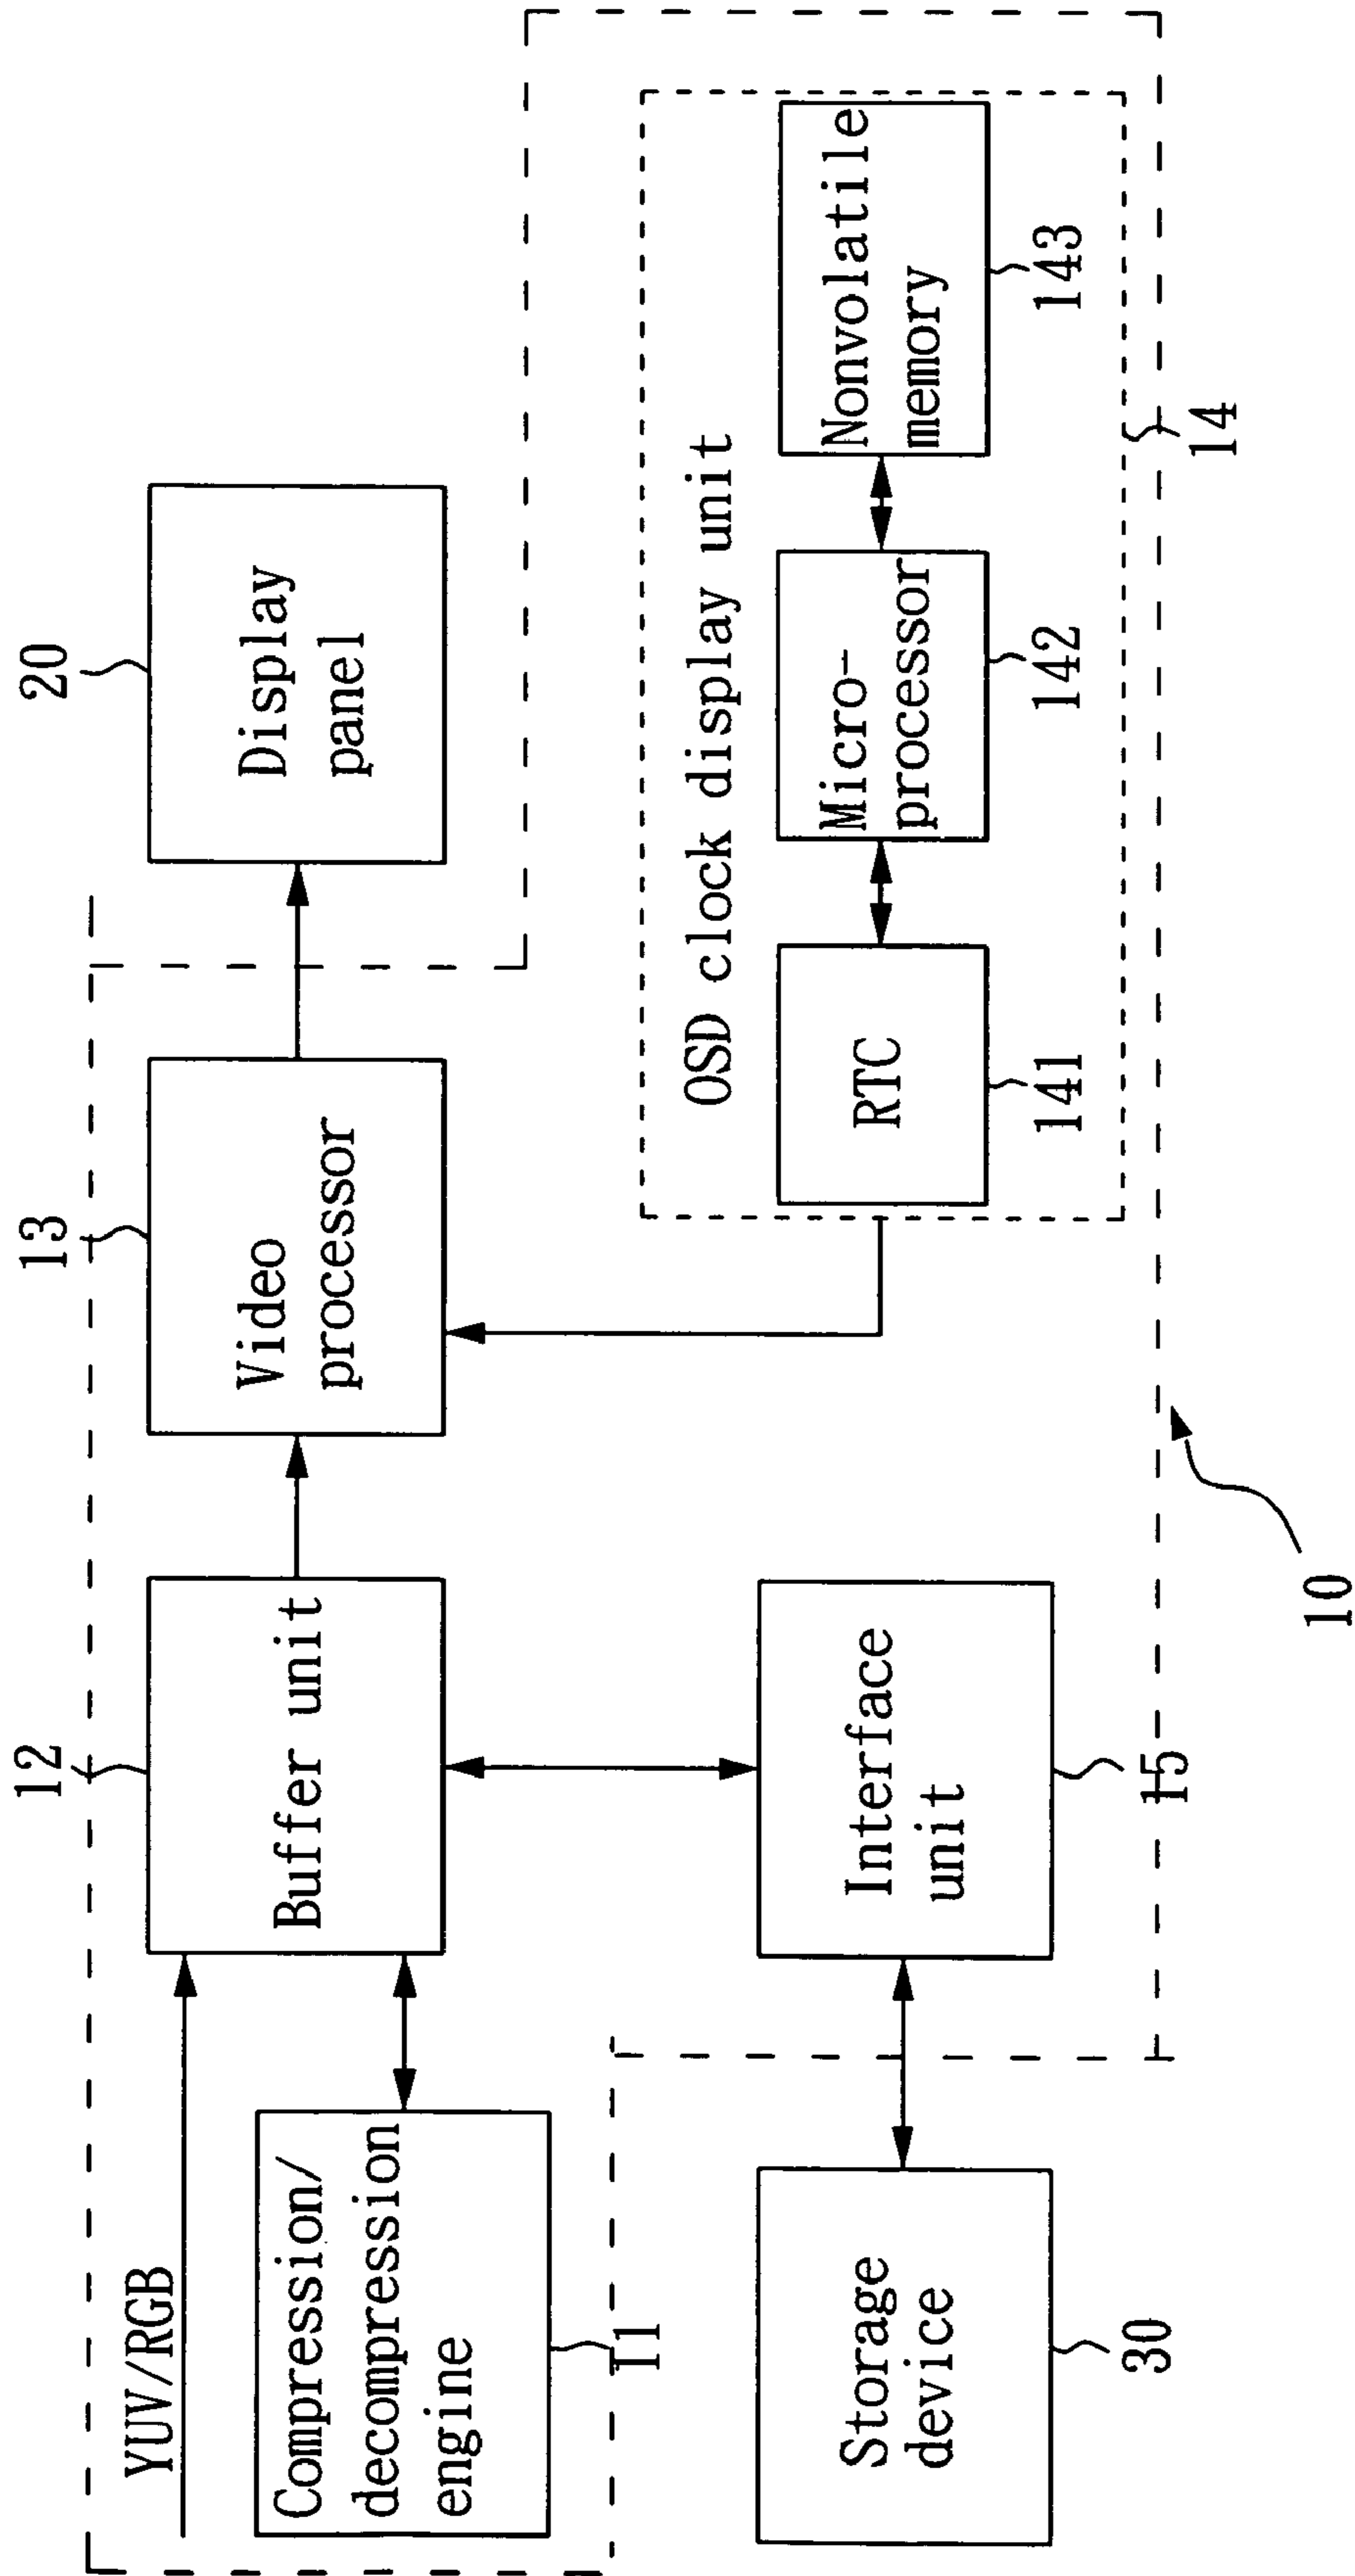 12
13
20
YUV/RGB
Compression/
decompression
engine
11
Buffer unit
Video
processor
Display
panel
Storage
device
30
Interface
unit
15
OSD clock display unit
RTC
141
Micro-
processor
142
Nonvolatile
memory
143
14
10